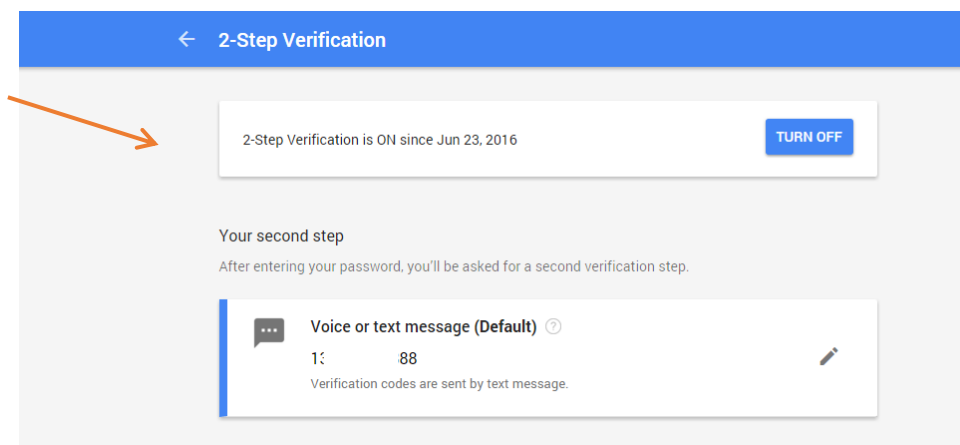 2-Step Verification
2-Step Verification is ON since Jun 23, 2016
TURN OFF
Your second step
After entering your password, you'll be asked for a second verification step.
Voice or text message (Default)
13 88
Verification codes are sent by text message.